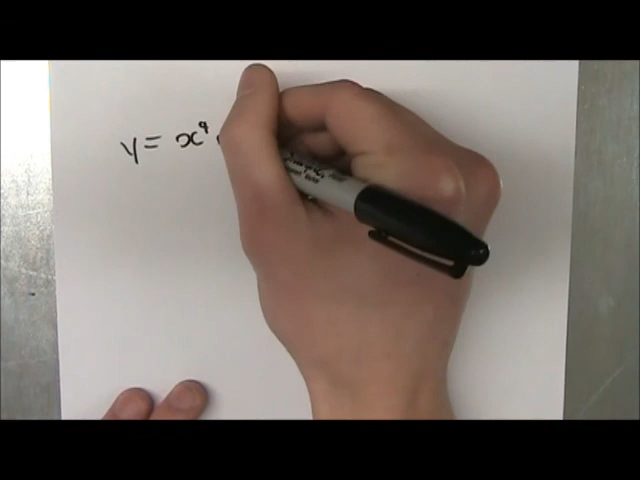 y = x⁹